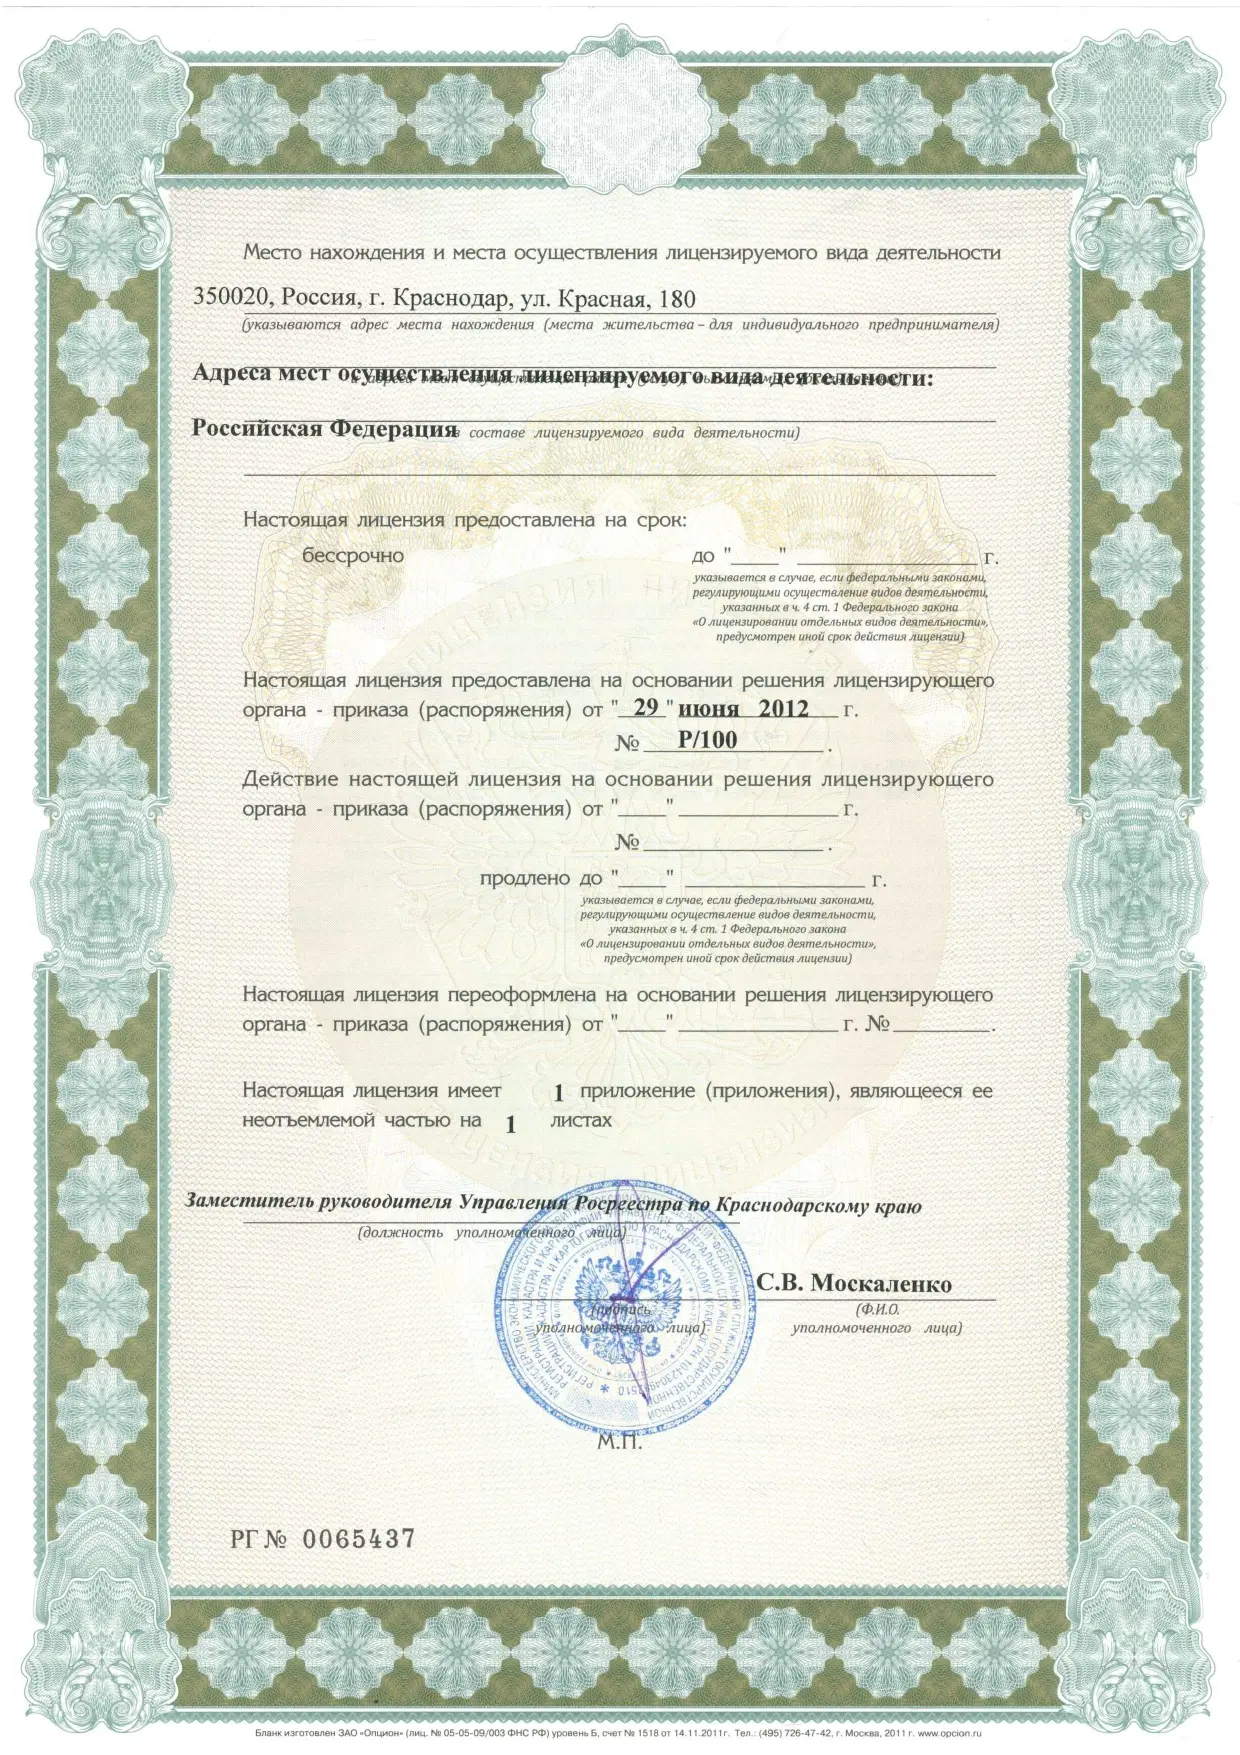 Место нахождения и места осуществления лицензируемого вида деятельности
350020, Россия, г. Краснодар, ул. Красная, 180
(указываются адрес места нахождения (места жительства – для индивидуального предпринимателя)
Адреса мест осуществления лицензируемого вида деятельности:
Российская Федерация
в составе лицензируемого вида деятельности)
Настоящая лицензия предоставлена на срок:
бессрочно до "____" ________________ г.
указывается в случае, если федеральными законами,
регулирующими осуществление видов деятельности,
указанных в ч. 4 ст. 1 Федерального закона
«О лицензировании отдельных видов деятельности»,
предусмотрен иной срок действия лицензии)
Настоящая лицензия предоставлена на основании решения лицензирующего
органа - приказа (распоряжения) от " 29 " июня 2012 г.
№ Р/100 .
Действие настоящей лицензия на основании решения лицензирующего
органа - приказа (распоряжения) от "____" ______________ г.
№ ________________ .
продлено до "____" ________________ г.
указывается в случае, если федеральными законами,
регулирующими осуществление видов деятельности,
указанных в ч. 4 ст. 1 Федерального закона
«О лицензировании отдельных видов деятельности»,
предусмотрен иной срок действия лицензии)
Настоящая лицензия переоформлена на основании решения лицензирующего
органа - приказа (распоряжения) от "____" ______________ г. № ________.
Настоящая лицензия имеет 1 приложение (приложения), являющееся ее
неотъемлемой частью на 1 листах
Заместитель руководителя Управления Росреестра по Краснодарскому краю
(должность уполномоченного лица)
С.В. Москаленко
(подпись (Ф.И.О.
уполномоченного лица) уполномоченного лица)
М.П.
РГ № 0065437
Бланк изготовлен ЗАО «Опцион» (лиц. № 05-05-09/003 ФНС РФ) уровень Б, счет № 1518 от 14.11.2011г. Тел.: (495) 726-47-42, г. Москва, 2011 г. www.opcion.ru